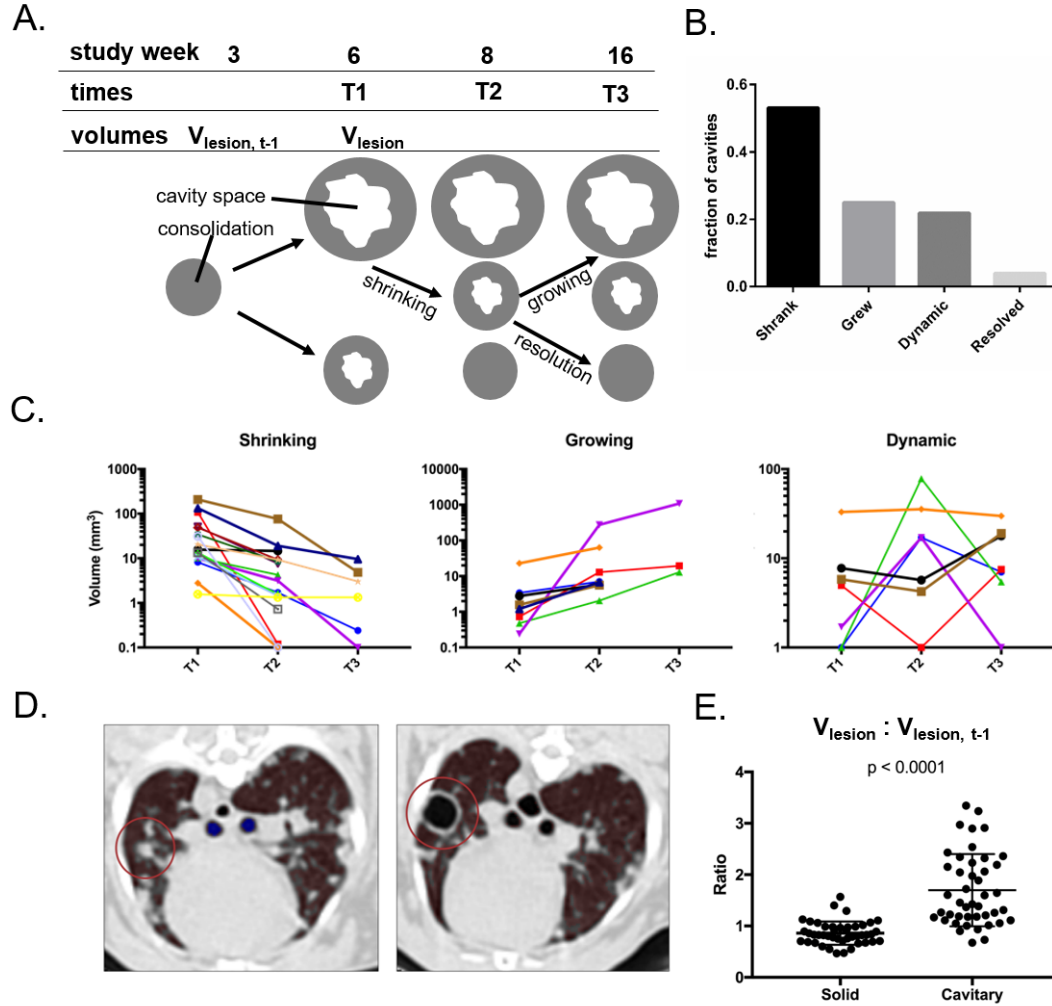 A.
study week 3 6 8 16
times T1 T2 T3
volumes Vlesion, t-1 Vlesion
cavity space
consolidation
shrinking
growing
resolution
B.
fraction of cavities
0.6
0.4
0.2
0.0
Shrank
Grew
Dynamic
Resolved
C.
Shrinking
Volume (mm3)
1000
100
10
1
0.1
T1 T2 T3
Growing
10000
1000
100
10
1
0.1
T1 T2 T3
Dynamic
100
10
1
T1 T2 T3
D.
E.
Vlesion : Vlesion, t-1
p < 0.0001
Ratio
4
3
2
1
0
Solid Cavitary